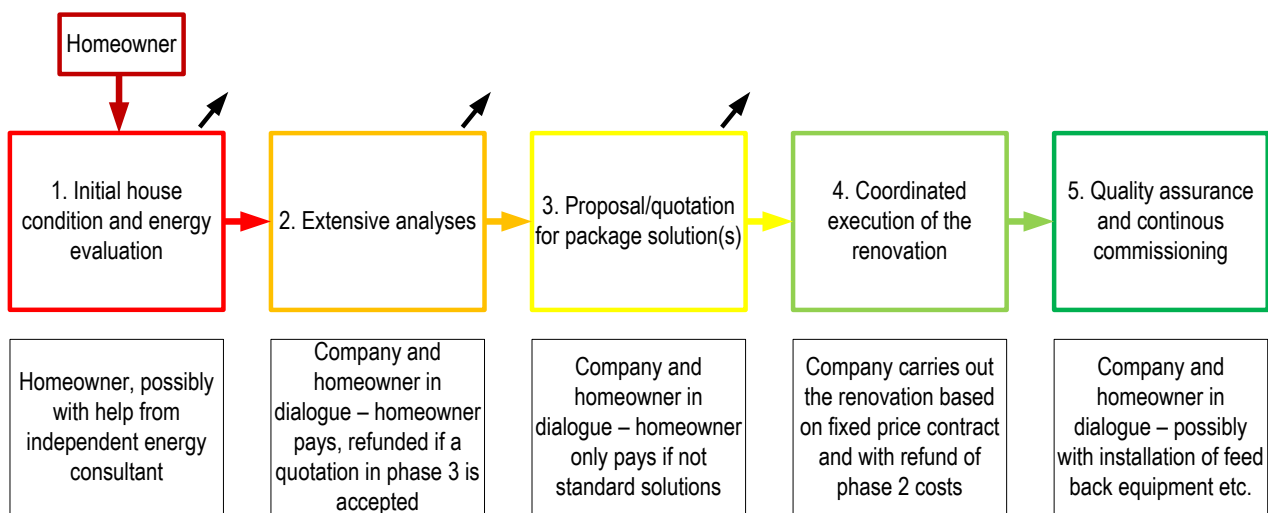 Homeowner
1. Initial house
condition and energy
evaluation
2. Extensive analyses
3. Proposal/quotation
for package solution(s)
4. Coordinated
execution of the
renovation
5. Quality assurance
and continous
commissioning
Homeowner, possibly
with help from
independent energy
consultant
Company and
homeowner in
dialogue – homeowner
pays, refunded if a
quotation in phase 3 is
accepted
Company and
homeowner in
dialogue – homeowner
only pays if not
standard solutions
Company carries out
the renovation based
on fixed price contract
and with refund of
phase 2 costs
Company and
homeowner in
dialogue – possibly
with installation of feed
back equipment etc.